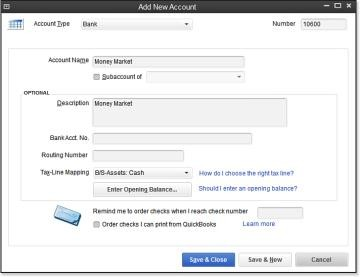 Add New Account
Account Type Bank Number 10600
Account Name Money Market
Subaccount of
OPTIONAL
Description Money Market
Bank Acct. No.
Routing Number
Tax-Line Mapping B/S-Assets: Cash How do I choose the right tax line?
Enter Opening Balance... Should I enter an opening balance?
Remind me to order checks when I reach check number
Order checks I can print from QuickBooks Learn more
Save & Close Save & New Cancel